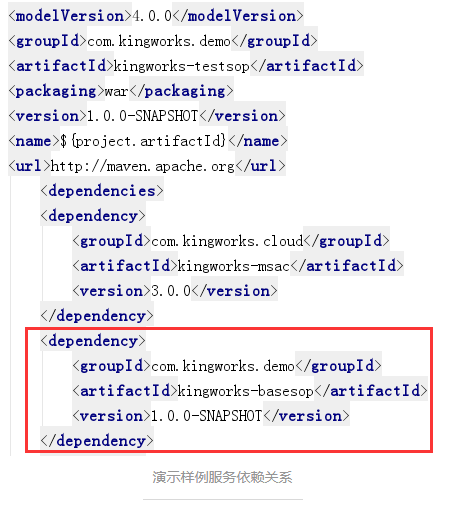 <modelVersion>4.0.0</modelVersion>
<groupId>com.kingworks.demo</groupId>
<artifactId>kingworks-testsop</artifactId>
<packaging>war</packaging>
<version>1.0.0-SNAPSHOT</version>
<name>${project.artifactId}</name>
<url>http://maven.apache.org</url>
<dependencies>
<dependency>
<groupId>com.kingworks.cloud</groupId>
<artifactId>kingworks-msac</artifactId>
<version>3.0.0</version>
</dependency>
<dependency>
<groupId>com.kingworks.demo</groupId>
<artifactId>kingworks-basesop</artifactId>
<version>1.0.0-SNAPSHOT</version>
</dependency>
演示样例服务依赖关系